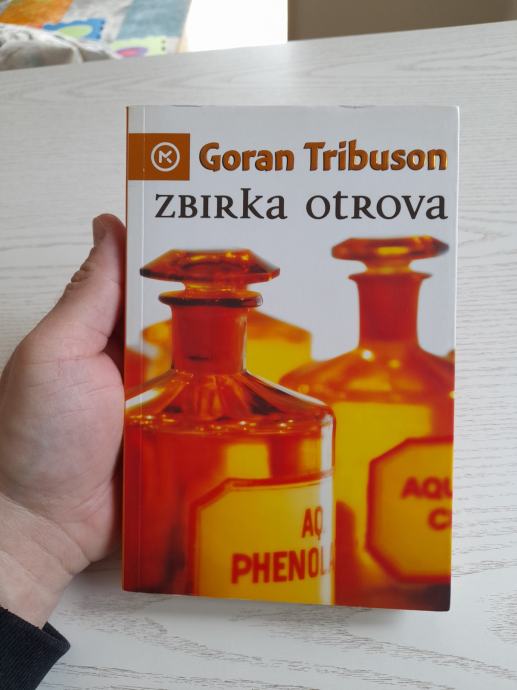 Goran Tribuson
ZBIRka OtROVa
AQ.
PHENOL
AQU
C